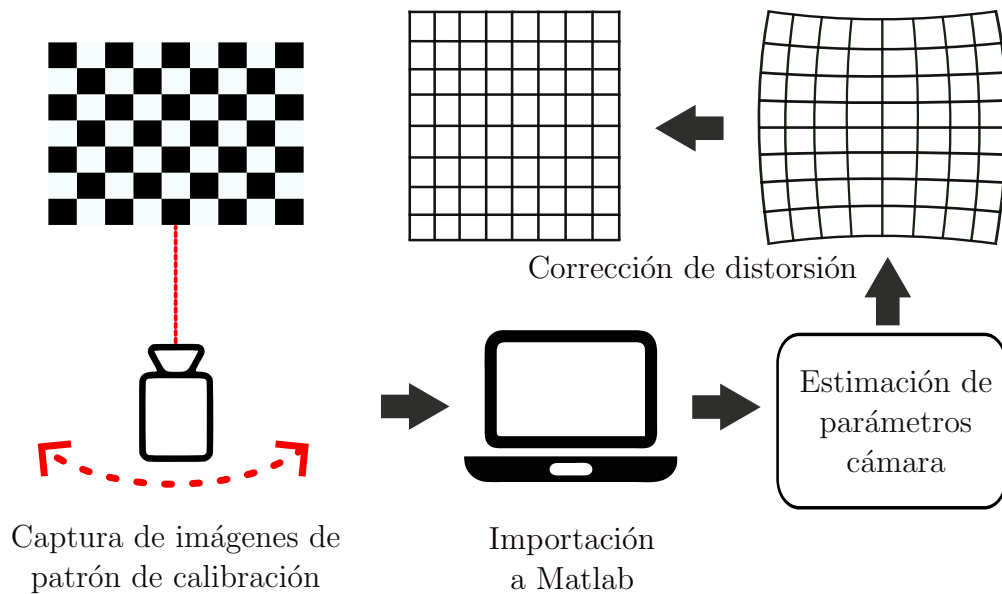 Corrección de distorsión
Estimación de
parámetros
cámara
Captura de imágenes de
patrón de calibración
Importación
a Matlab